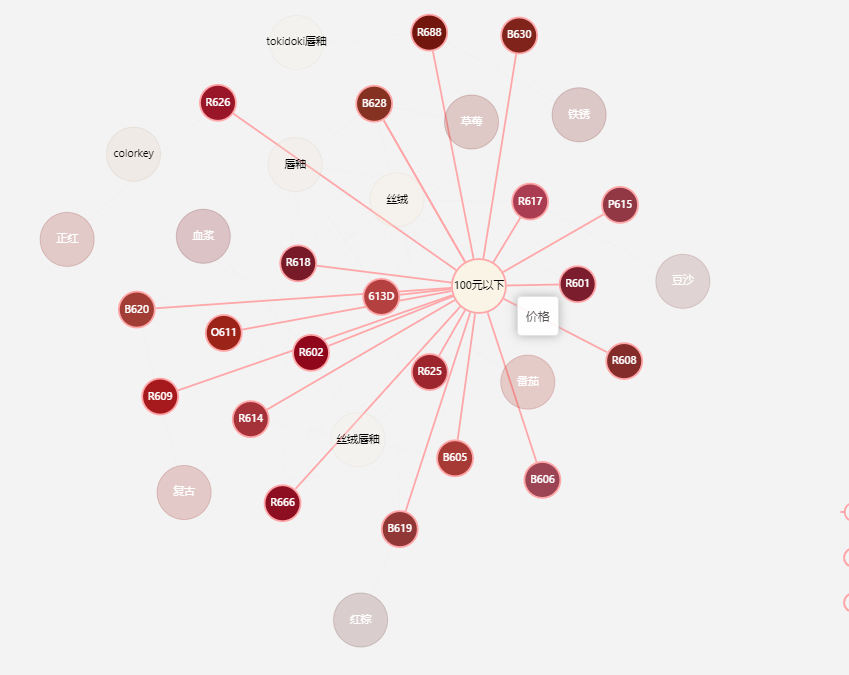 R688
B630
tokidoki唇釉
R626
B628
草莓
铁锈
colorkey
唇釉
丝绒
R617
P615
正红
血浆
R618
100元以下
R601
豆沙
613D
B620
价格
O611
R602
R608
R625
番茄
R609
R614
丝绒唇釉
B605
B606
复古
R666
B619
红棕